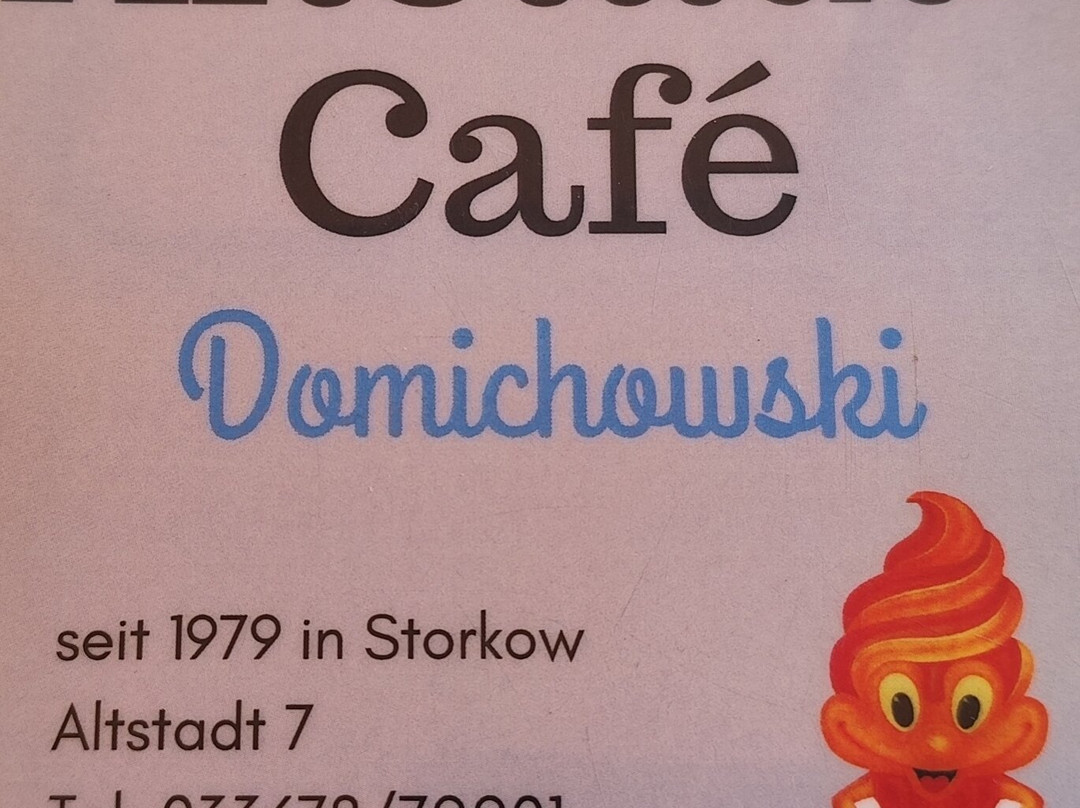 Café
Domichowski
seit 1979 in Storkow
Altstadt 7